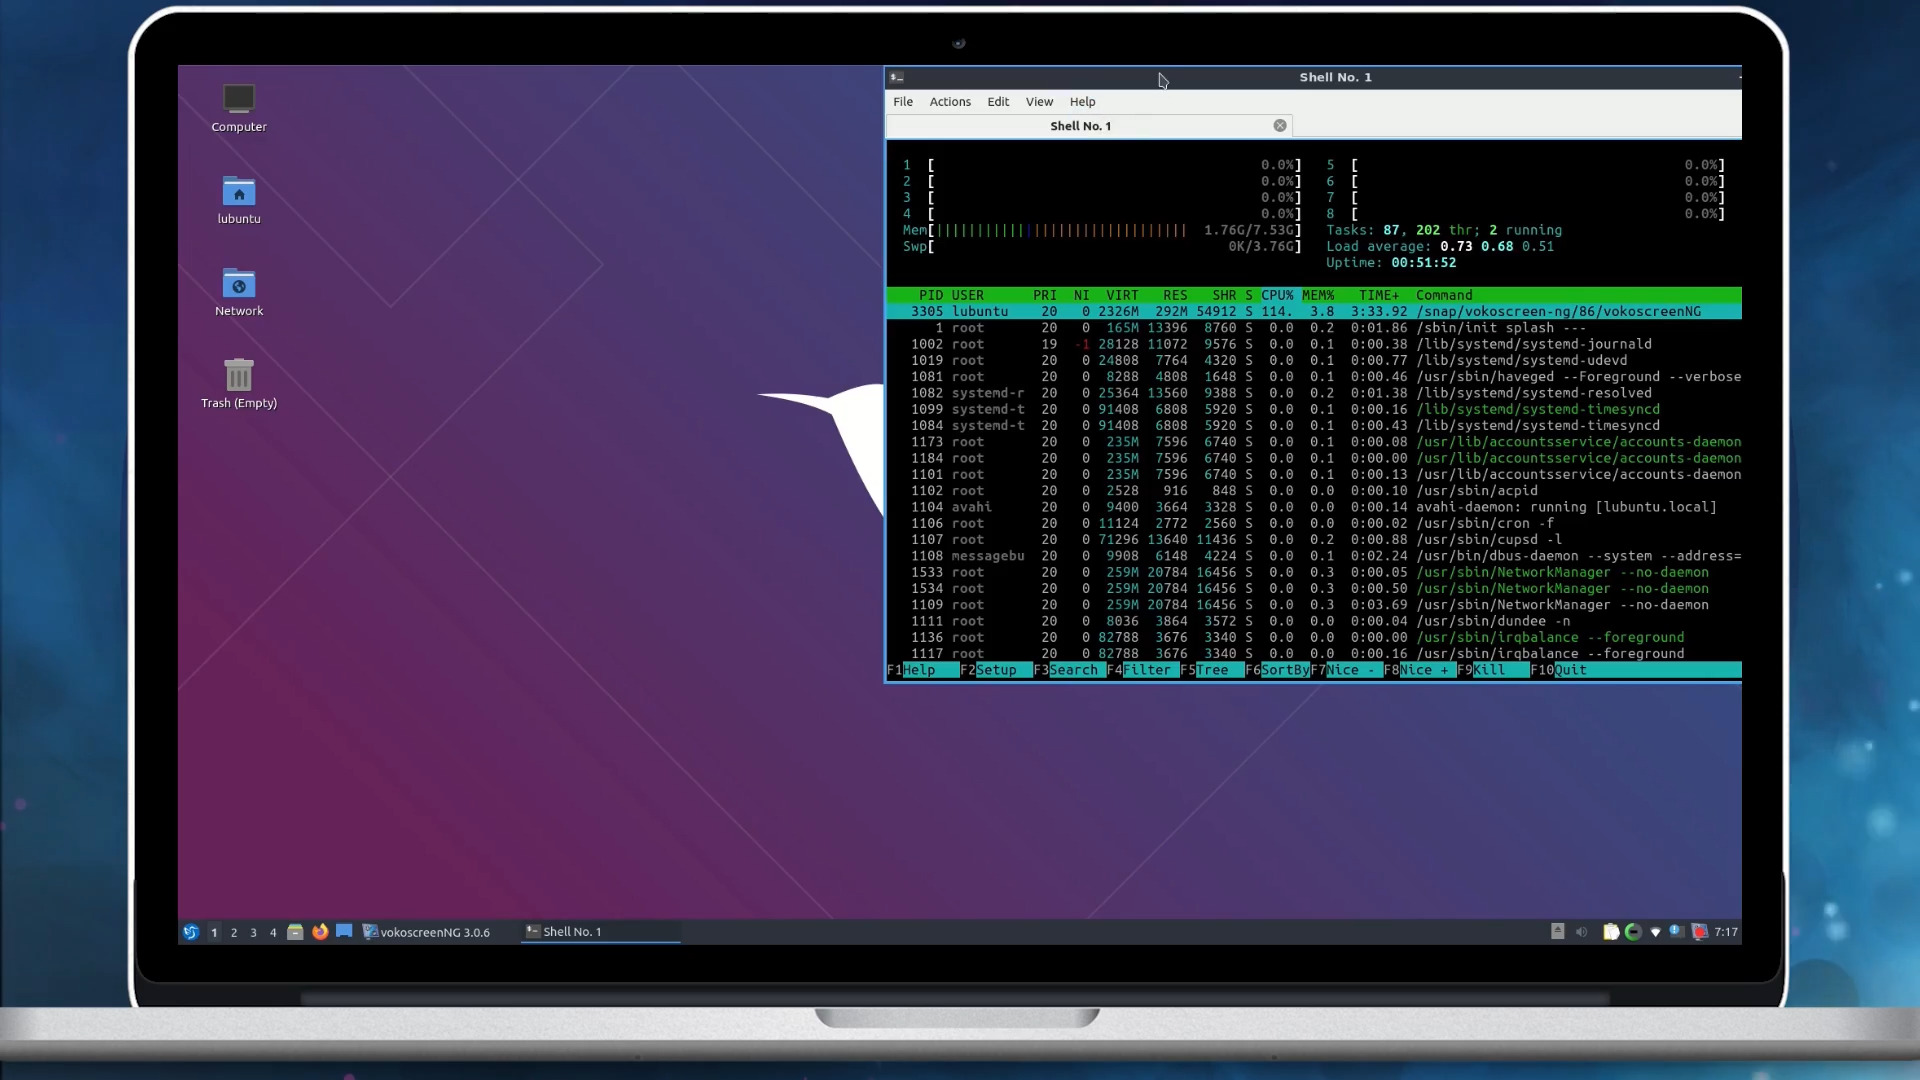 Computer
lubuntu
Network
Trash (Empty)
Shell No. 1
File Actions Edit View Help
Shell No. 1
1 [ 0.0%] 5 [ 0.0%]
2 [ 0.0%] 6 [ 0.0%]
3 [ 0.0%] 7 [ 0.0%]
4 [ 0.0%] 8 [ 0.0%]
Mem[|||||||||||||||||||||||||||||||1.76G/7.53G] Tasks: 87, 202 thr; 2 running
Swp[ 0K/3.76G] Load average: 0.73 0.68 0.51
Uptime: 00:51:52
PID USER PRI NI VIRT RES SHR S CPU% MEM% TIME+ Command
3305 lubuntu 20 0 2326M 292M 54912 S 114. 3.8 3:33.92 /snap/vokoscreen-ng/86/vokoscreenNG
1 root 20 0 165M 13396 8760 S 0.0 0.2 0:01.86 /sbin/init splash ---
1002 root 19 -1 28128 11072 9576 S 0.0 0.1 0:00.38 /lib/systemd/systemd-journald
1019 root 20 0 24808 7764 4320 S 0.0 0.1 0:00.77 /lib/systemd/systemd-udevd
1081 root 20 0 8288 4808 1648 S 0.0 0.1 0:00.46 /usr/sbin/haveged --Foreground --verbose
1082 systemd-r 20 0 25364 13560 9388 S 0.0 0.2 0:01.38 /lib/systemd/systemd-resolved
1099 systemd-t 20 0 91408 6808 5920 S 0.0 0.1 0:00.16 /lib/systemd/systemd-timesyncd
1084 systemd-t 20 0 91408 6808 5920 S 0.0 0.1 0:00.43 /lib/systemd/systemd-timesyncd
1173 root 20 0 235M 7596 6740 S 0.0 0.1 0:00.08 /usr/lib/accountsservice/accounts-daemon
1184 root 20 0 235M 7596 6740 S 0.0 0.1 0:00.00 /usr/lib/accountsservice/accounts-daemon
1101 root 20 0 235M 7596 6740 S 0.0 0.1 0:00.13 /usr/lib/accountsservice/accounts-daemon
1102 root 20 0 2528 916 848 S 0.0 0.0 0:00.10 /usr/sbin/acpid
1104 avahi 20 0 9400 3664 3328 S 0.0 0.0 0:00.14 avahi-daemon: running [lubuntu.local]
1106 root 20 0 11124 2772 2560 S 0.0 0.0 0:00.02 /usr/sbin/cron -f
1107 root 20 0 71296 13640 11436 S 0.0 0.2 0:00.88 /usr/sbin/cupsd -l
1108 messagebu 20 0 9908 6148 4224 S 0.0 0.1 0:02.24 /usr/bin/dbus-daemon --system --address=
1533 root 20 0 259M 20784 16456 S 0.0 0.3 0:00.05 /usr/sbin/NetworkManager --no-daemon
1534 root 20 0 259M 20784 16456 S 0.0 0.3 0:00.50 /usr/sbin/NetworkManager --no-daemon
1109 root 20 0 259M 20784 16456 S 0.0 0.3 0:03.69 /usr/sbin/NetworkManager --no-daemon
1111 root 20 0 8036 3864 3572 S 0.0 0.0 0:00.04 /usr/sbin/dundee -n
1136 root 20 0 82788 3676 3340 S 0.0 0.0 0:00.00 /usr/sbin/irqbalance --foreground
1117 root 20 0 82788 3676 3340 S 0.0 0.0 0:00.16 /usr/sbin/irqbalance --foreground
F1Help F2Setup F3Search F4Filter F5Tree F6SortBy F7Nice - F8Nice + F9Kill F10Quit
1 2 3 4 vokoscreenNG 3.0.6 Shell No. 1 7:17